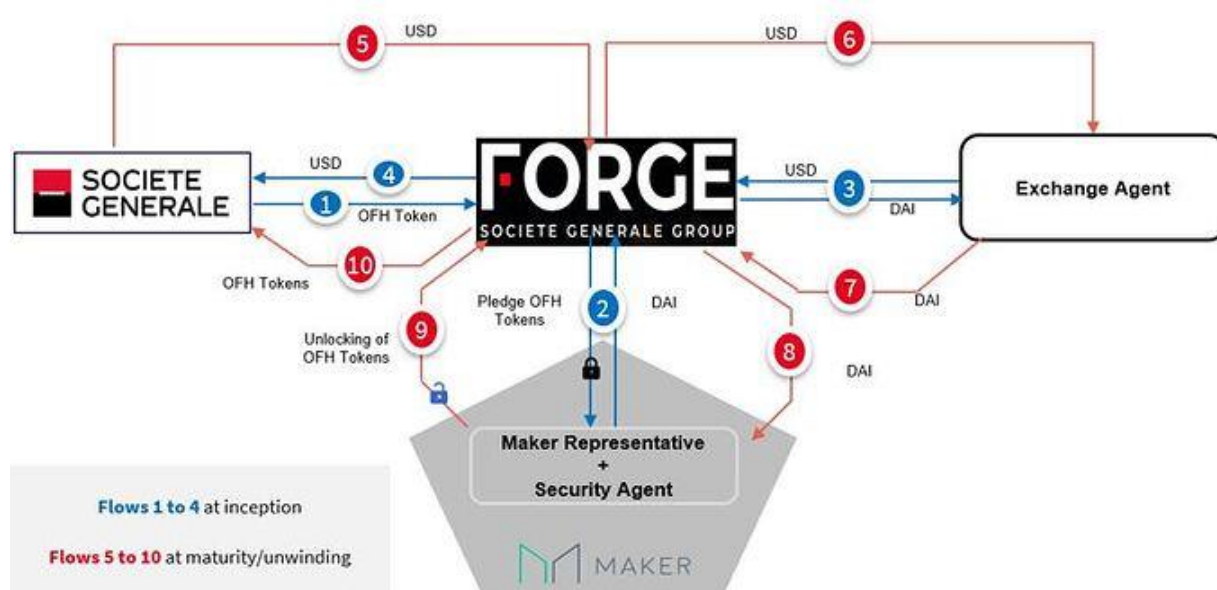 USD
5
USD
6
SOCIETE
GENERALE
USD
4
1
OFH Token
FORGE
SOCIETE GENERALE GROUP
USD
3
DAI
Exchange Agent
10
OFH Tokens
7
DAI
9
Unlocking of
OFH Tokens
Pledge OFH
Tokens
2
DAI
8
DAI
Maker Representative
+
Security Agent
MAKER
Flows 1 to 4 at inception
Flows 5 to 10 at maturity/unwinding